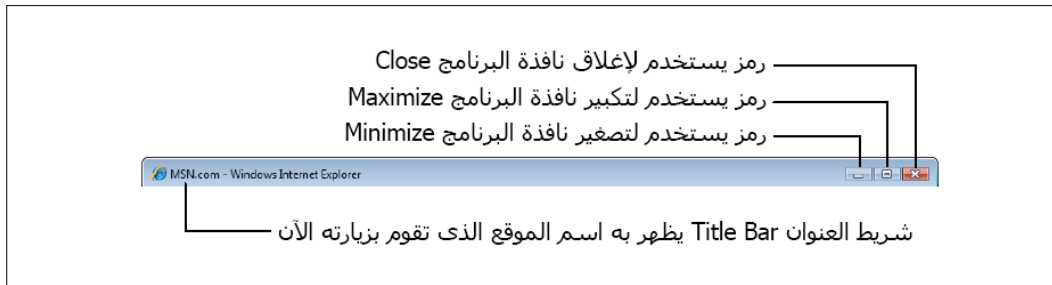 رمز يستخدم لإغلاق نافذة البرنامج Close
رمز يستخدم لتكبير نافذة البرنامج Maximize
رمز يستخدم لتصغير نافذة البرنامج Minimize
MSN.com - Windows Internet Explorer
شريط العنوان Title Bar يظهر به اسم الموقع الذى تقوم بزيارته الآن